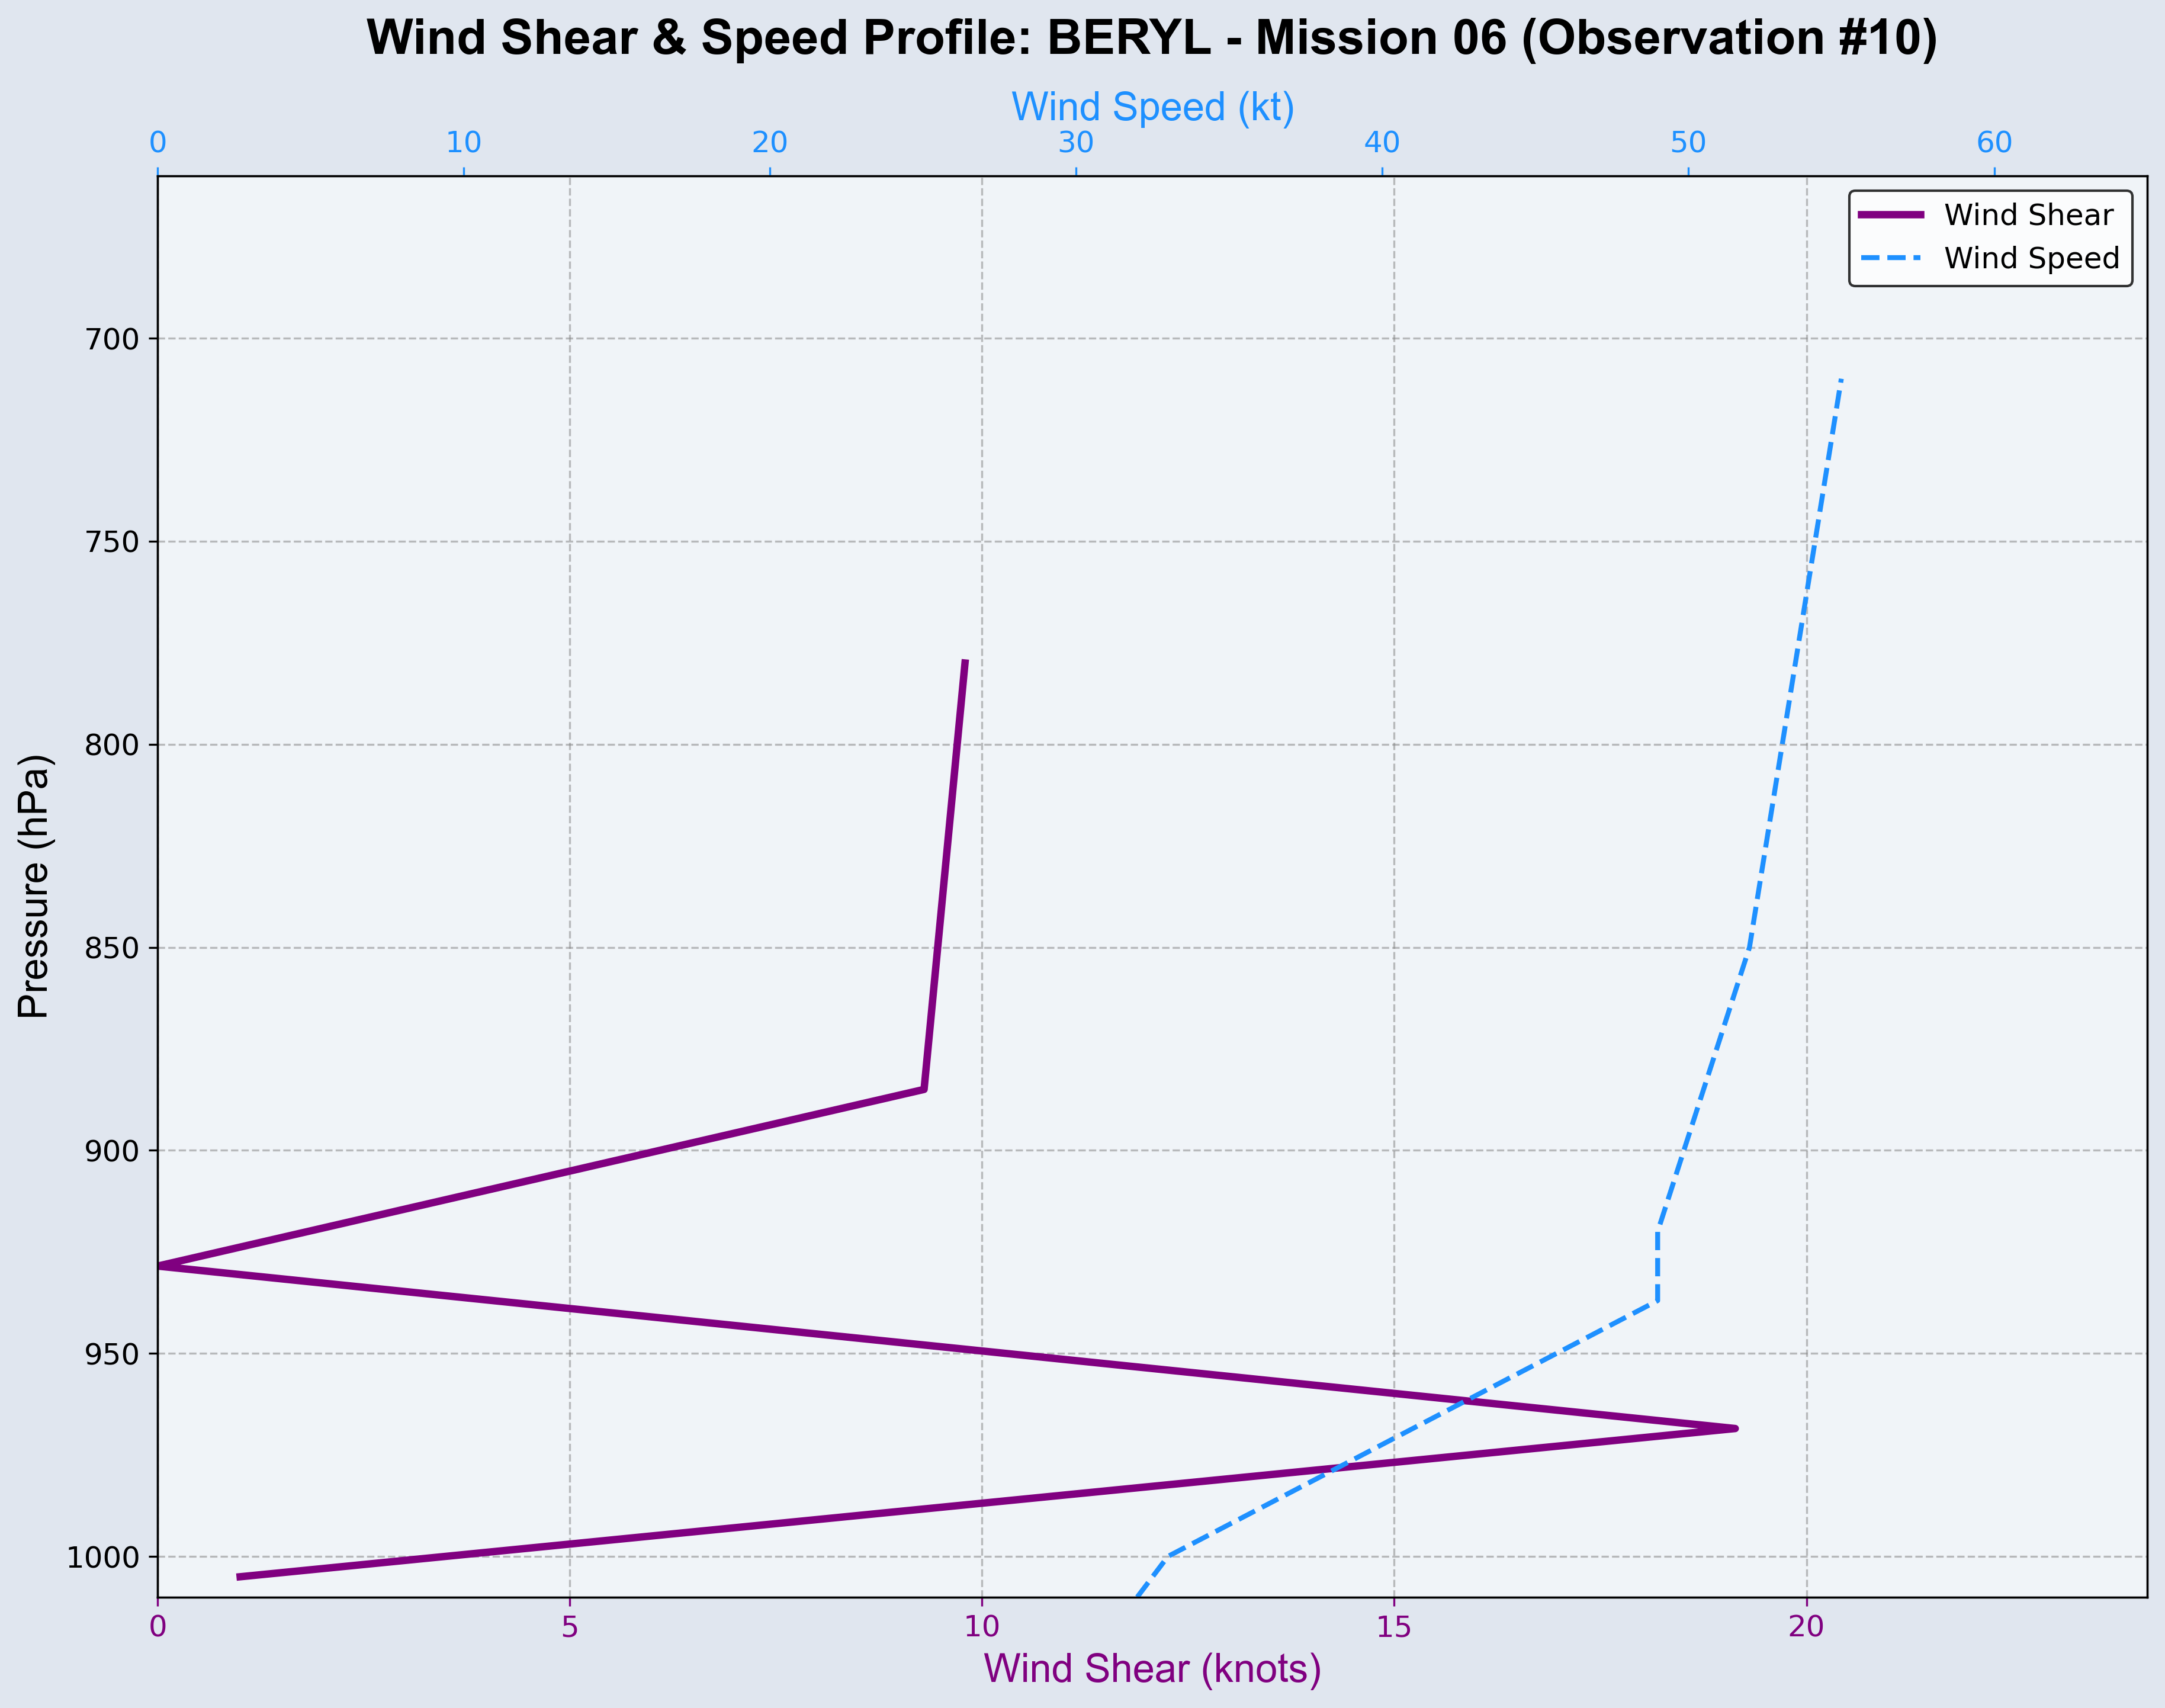 Wind Shear & Speed Profile: BERYL - Mission 06 (Observation #10)
Wind Speed (kt)
0 10 20 30 40 50 60
Wind Shear
Wind Speed
700
750
800
850
900
950
1000
Pressure (hPa)
0 5 10 15 20
Wind Shear (knots)